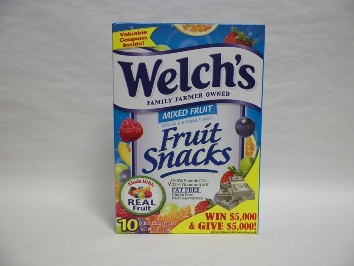 Valuable
Coupons
Inside!
Welch's
FAMILY FARMER OWNED
MIXED FRUIT
Fruit
Snacks
FAT FREE
Made With
REAL
Fruit
10
WIN $5,000
& GIVE $5,000!